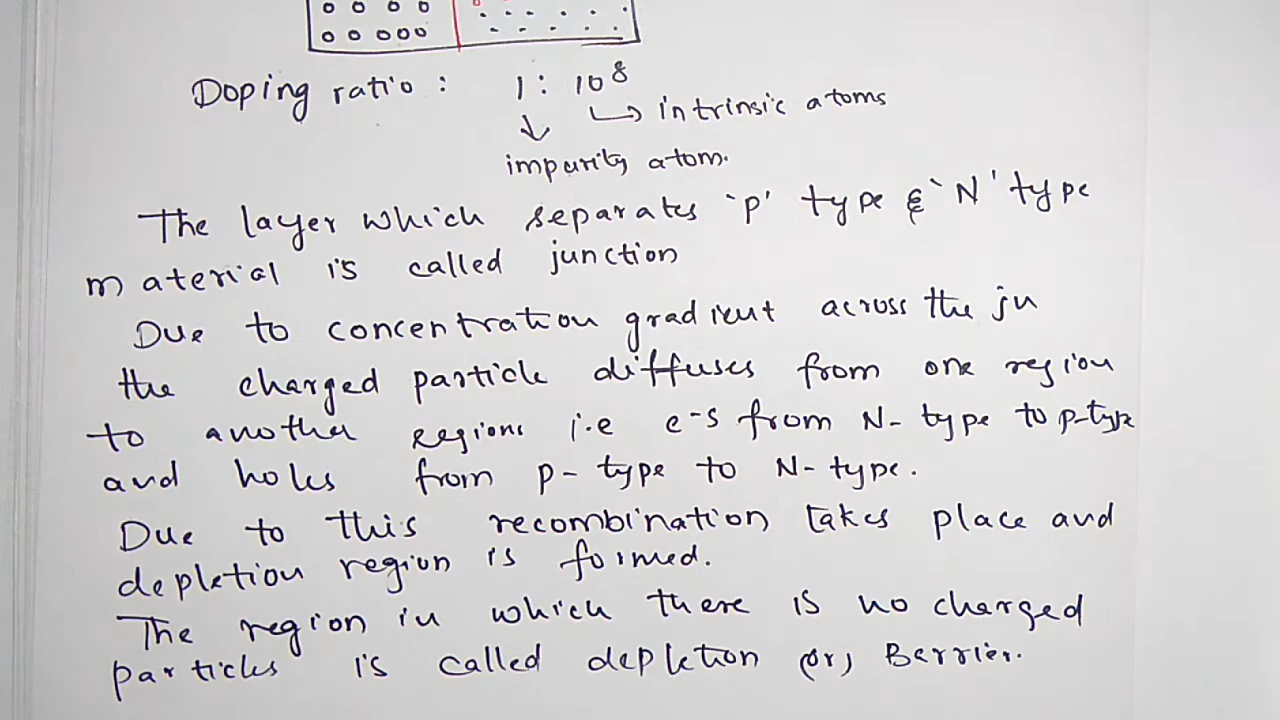 Doping ratio : 1 : 10⁸
↳ intrinsic atoms
↓
impurity atom.
The layer which separates `p' type & `N' type
material is called junction
Due to concentration gradient across the ju
the charged particle diffuses from one region
to another regions i.e e-s from N- type to p-type
and holes from p- type to N-type.
Due to this recombination takes place and
depletion region is formed.
The region in which there is no charged
particles is called depletion (or) Berrier.